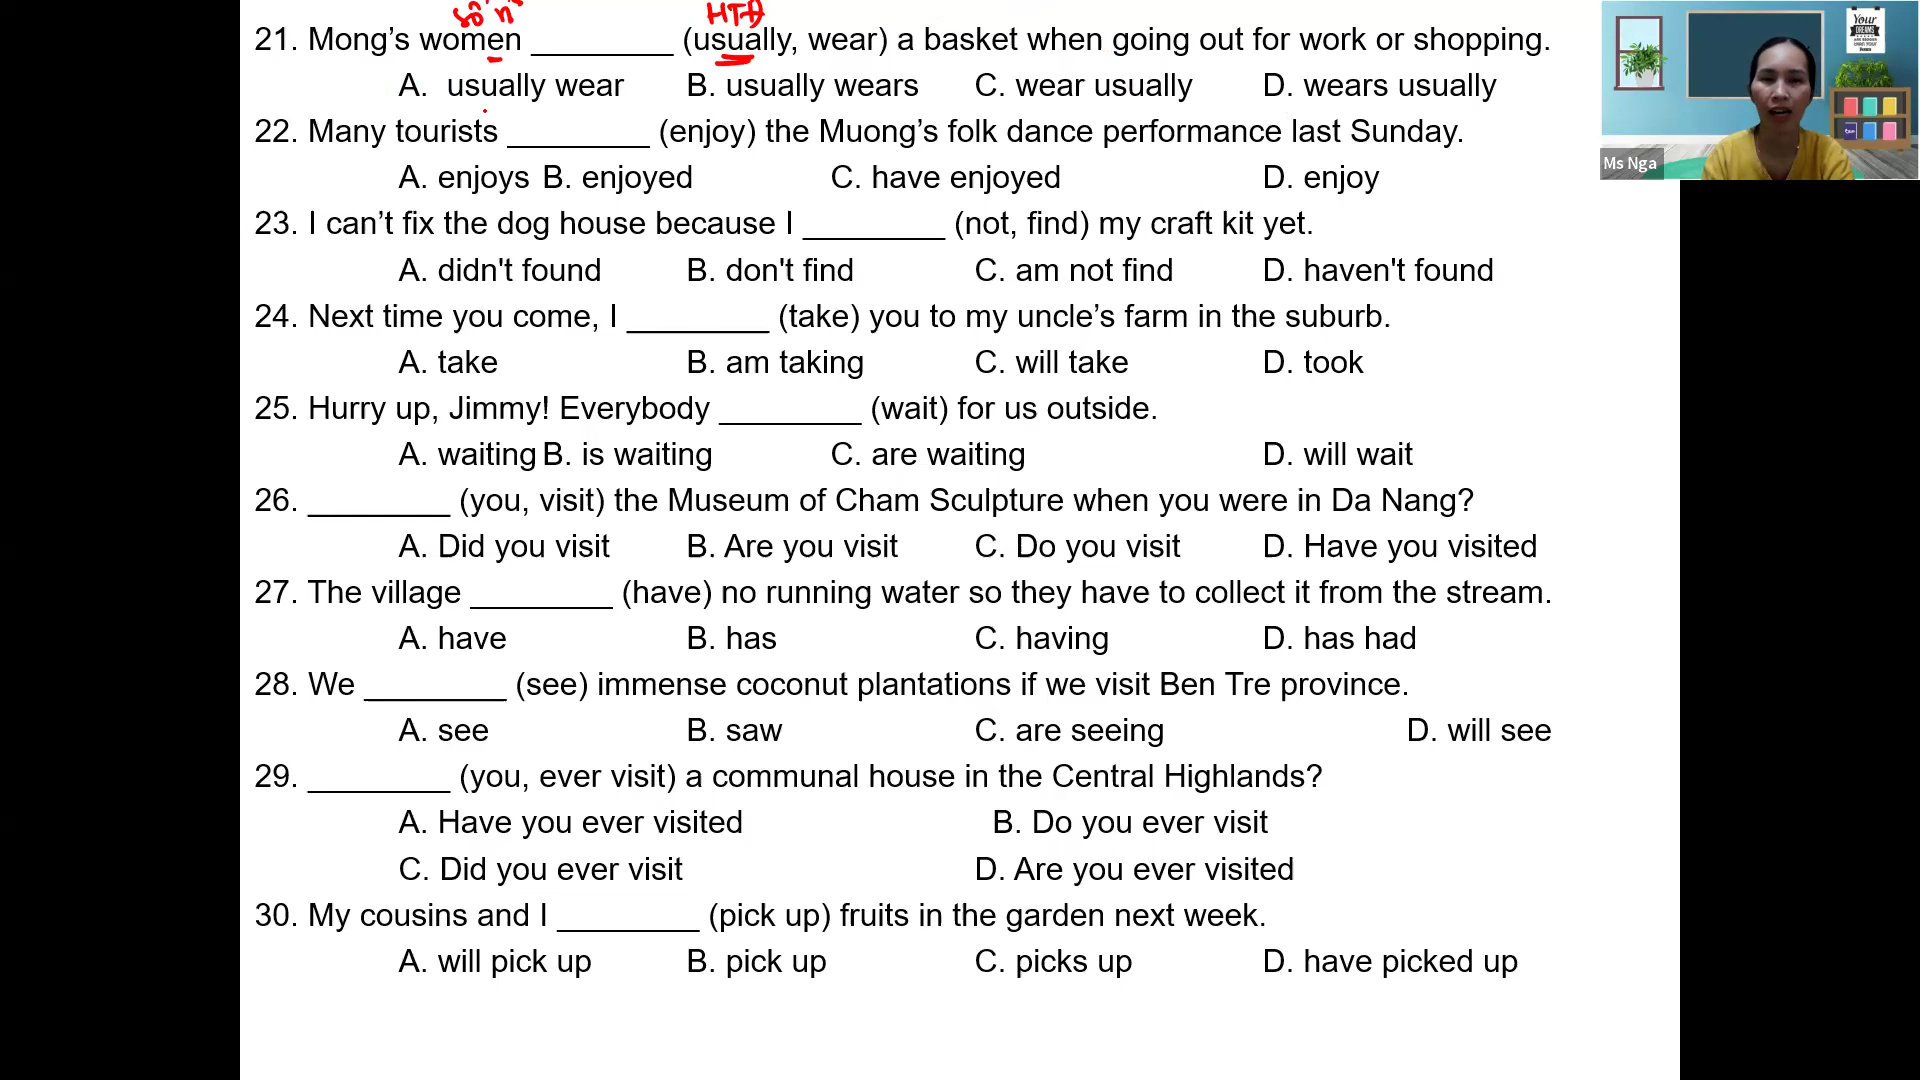 số n
HTĐ
21. Mong’s women ________ (usually, wear) a basket when going out for work or shopping.
A. usually wear B. usually wears C. wear usually D. wears usually
22. Many tourists ________ (enjoy) the Muong’s folk dance performance last Sunday.
A. enjoys B. enjoyed C. have enjoyed D. enjoy
23. I can’t fix the dog house because I ________ (not, find) my craft kit yet.
A. didn't found B. don't find C. am not find D. haven't found
24. Next time you come, I ________ (take) you to my uncle’s farm in the suburb.
A. take B. am taking C. will take D. took
25. Hurry up, Jimmy! Everybody ________ (wait) for us outside.
A. waiting B. is waiting C. are waiting D. will wait
26. ________ (you, visit) the Museum of Cham Sculpture when you were in Da Nang?
A. Did you visit B. Are you visit C. Do you visit D. Have you visited
27. The village ________ (have) no running water so they have to collect it from the stream.
A. have B. has C. having D. has had
28. We ________ (see) immense coconut plantations if we visit Ben Tre province.
A. see B. saw C. are seeing D. will see
29. ________ (you, ever visit) a communal house in the Central Highlands?
A. Have you ever visited B. Do you ever visit
C. Did you ever visit D. Are you ever visited
30. My cousins and I ________ (pick up) fruits in the garden next week.
A. will pick up B. pick up C. picks up D. have picked up
Your
DREAMS
Ms Nga